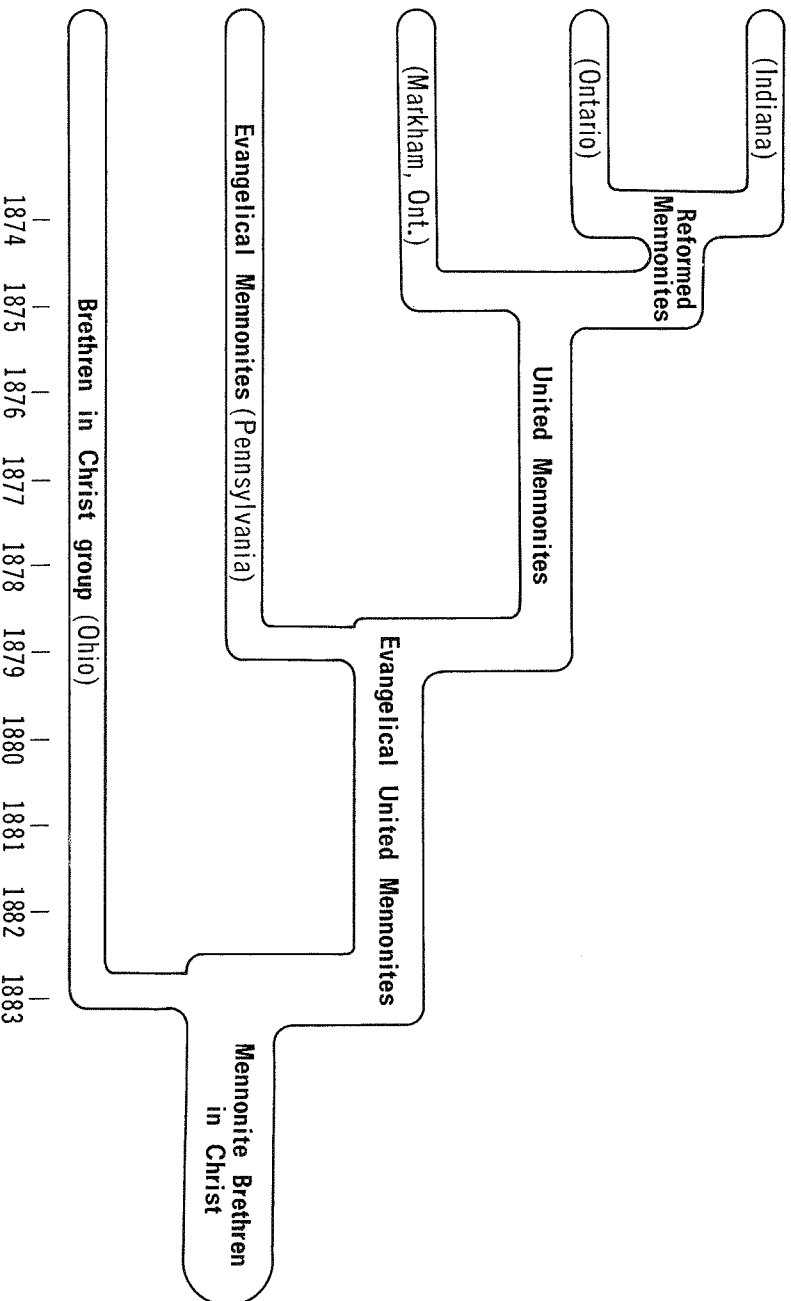 (Indiana)
Reformed
Mennonites
(Ontario)
United Mennonites
(Markham, Ont.)
Evangelical United Mennonites
Evangelical Mennonites (Pennsylvania)
Mennonite Brethren
in Christ
Brethren in Christ group (Ohio)
1874 1875 1876 1877 1878 1879 1880 1881 1882 1883